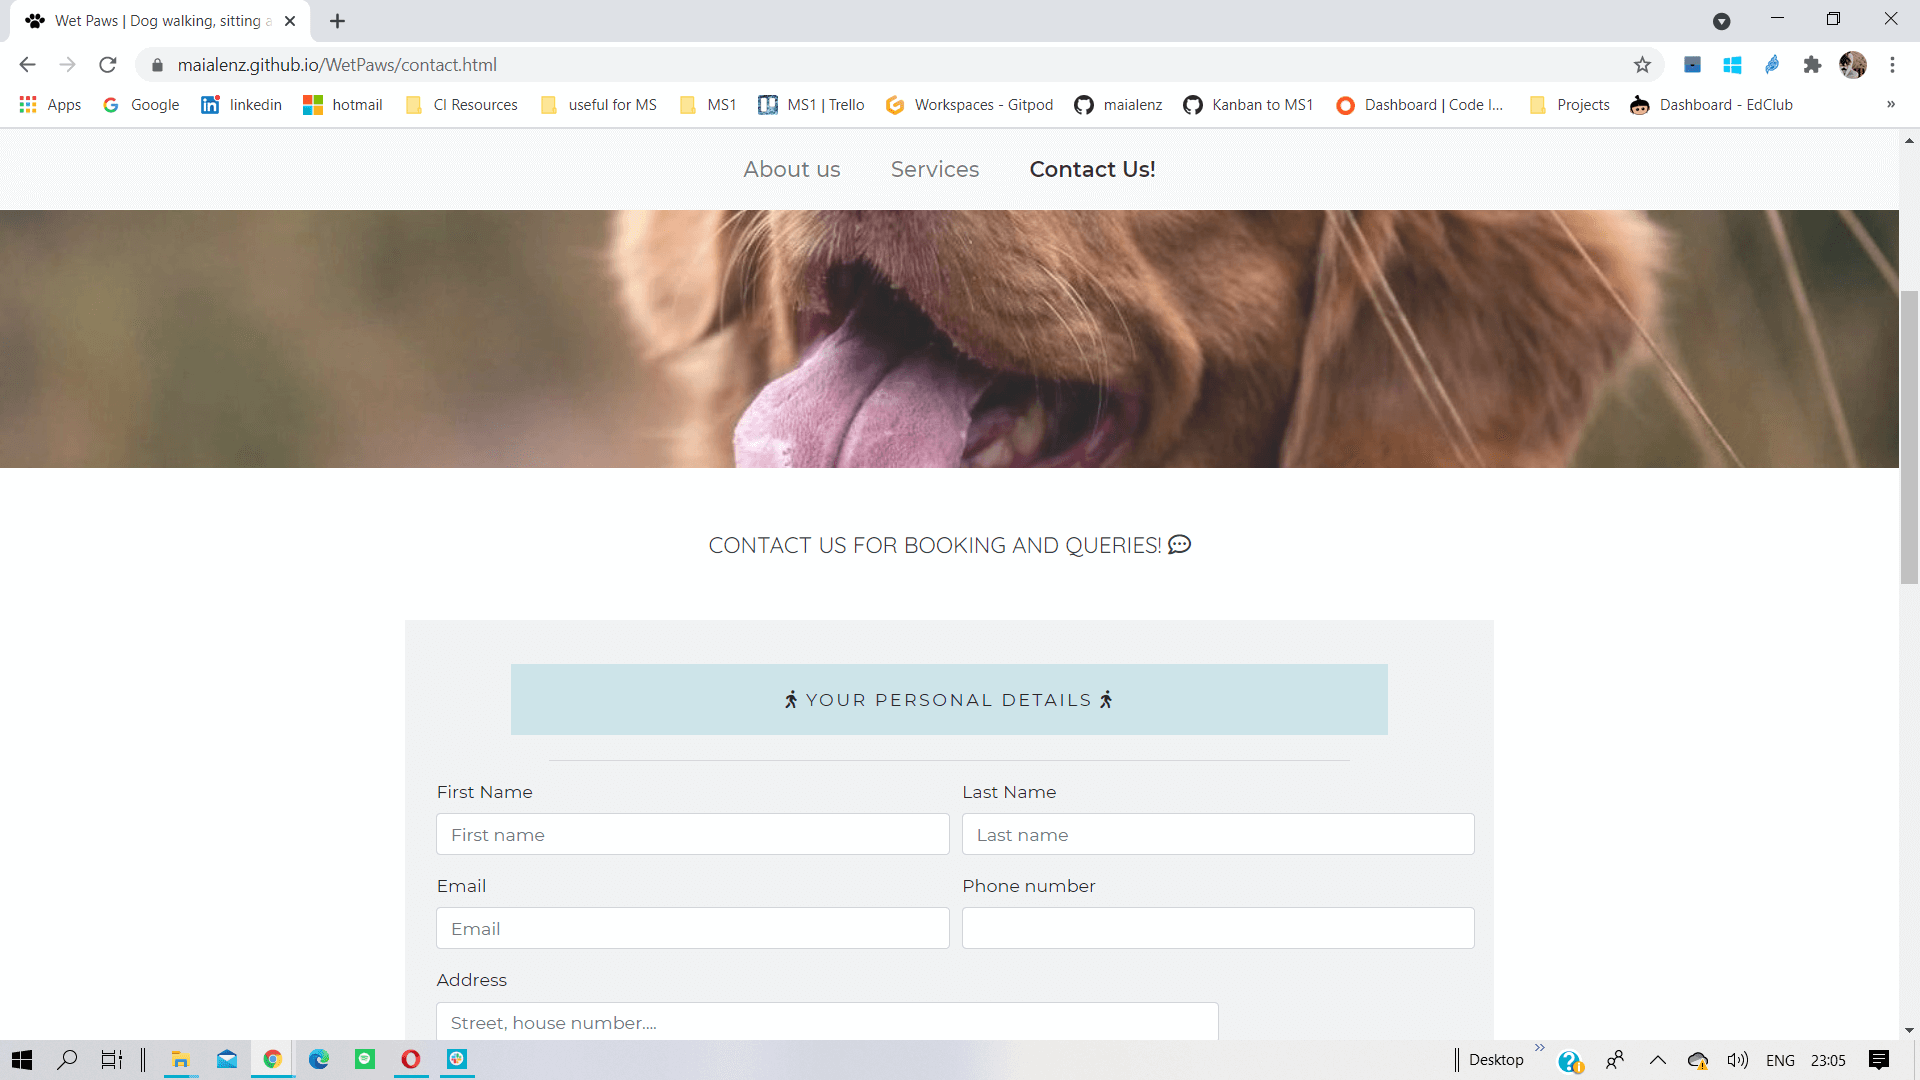 Wet Paws | Dog walking, sitting a
maialenz.github.io/WetPaws/contact.html
Apps Google linkedin hotmail CI Resources useful for MS MS1 MS1 | Trello Workspaces - Gitpod maialenz Kanban to MS1 Dashboard | Code I... Projects Dashboard - EdClub »
About us Services Contact Us!
CONTACT US FOR BOOKING AND QUERIES!
YOUR PERSONAL DETAILS
First Name Last Name
First name Last name
Email Phone number
Email
Address
Street, house number....
Desktop » ENG 23:05